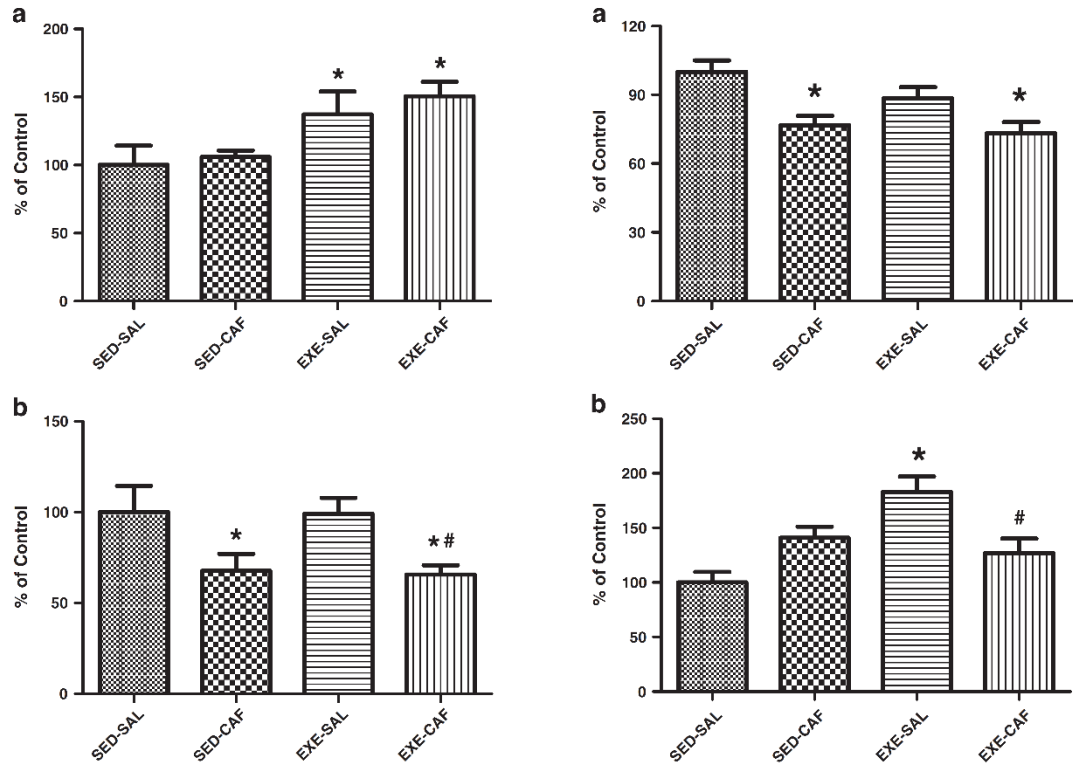 a
200
150
100
50
0
% of Control
* *
SED-SAL SED-CAF EXE-SAL EXE-CAF
a
120
90
60
30
0
% of Control
* *
SED-SAL SED-CAF EXE-SAL EXE-CAF
b
150
100
50
0
% of Control
* * #
SED-SAL SED-CAF EXE-SAL EXE-CAF
b
250
200
150
100
50
0
% of Control
* #
SED-SAL SED-CAF EXE-SAL EXE-CAF